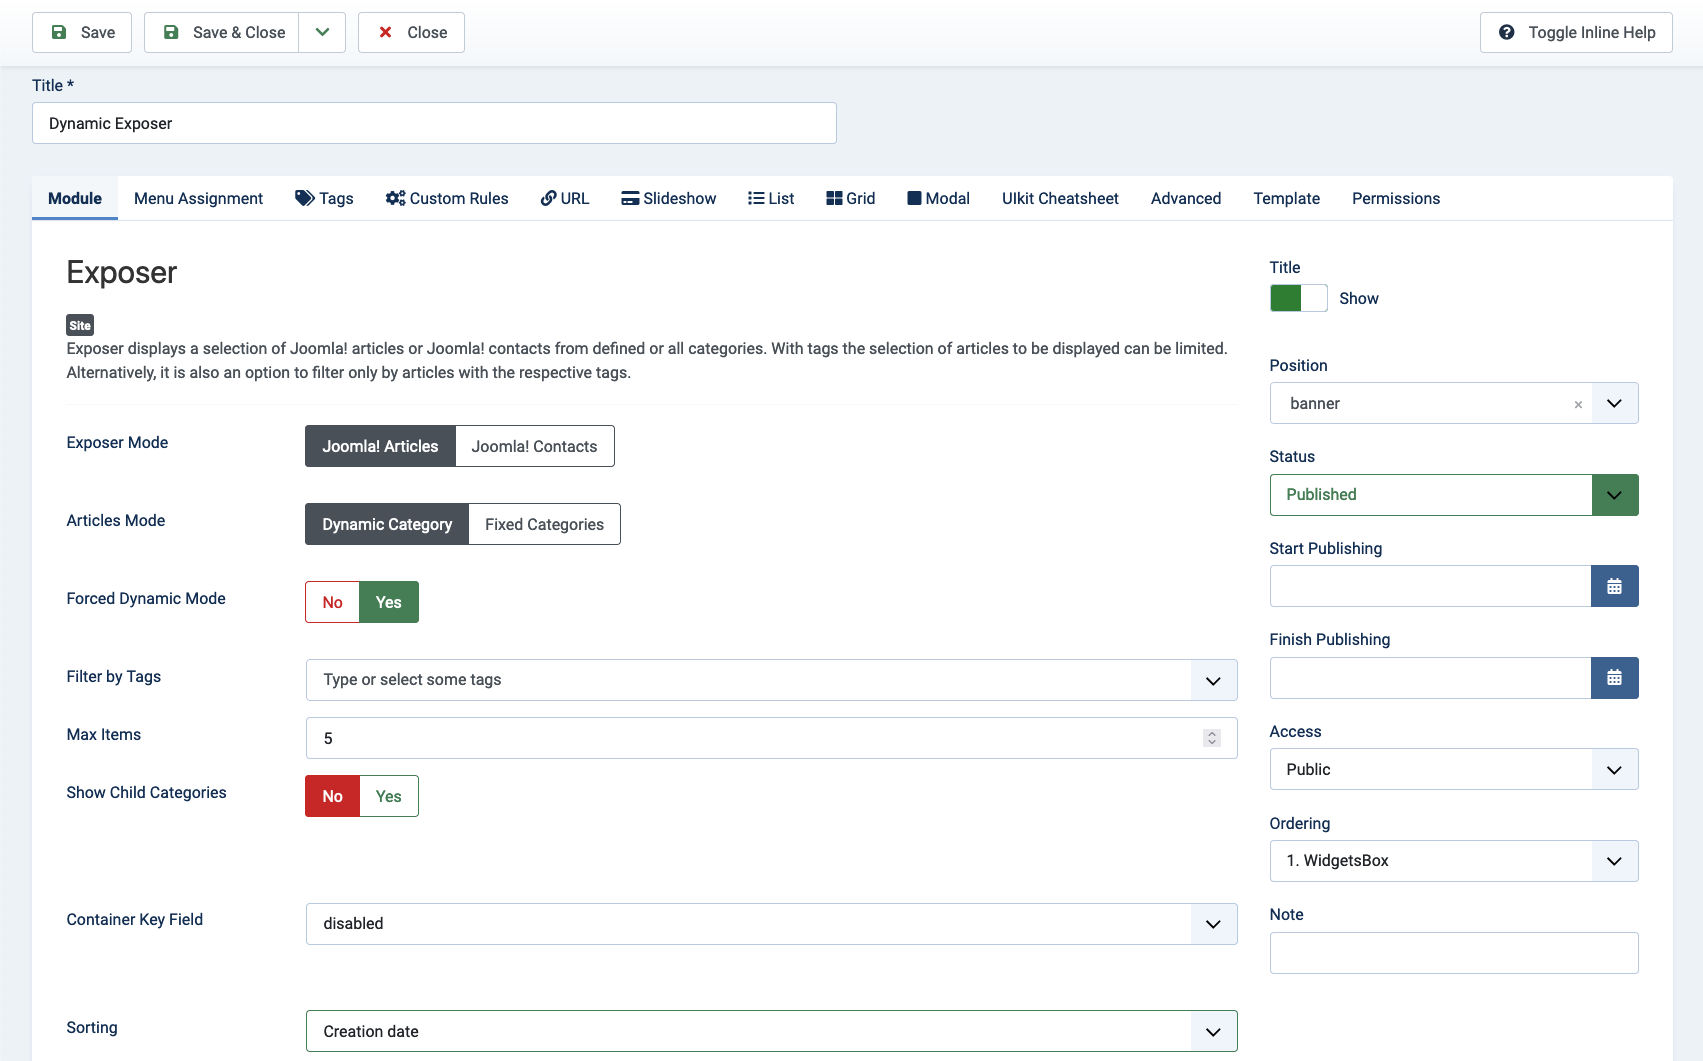 Save
Save & Close
Close
Toggle Inline Help
Title *
Dynamic Exposer
Module
Menu Assignment
Tags
Custom Rules
URL
Slideshow
List
Grid
Modal
UIkit Cheatsheet
Advanced
Template
Permissions
Exposer
Site
Exposer displays a selection of Joomla! articles or Joomla! contacts from defined or all categories. With tags the selection of articles to be displayed can be limited.
Alternatively, it is also an option to filter only by articles with the respective tags.
Exposer Mode
Joomla! Articles
Joomla! Contacts
Articles Mode
Dynamic Category
Fixed Categories
Forced Dynamic Mode
No
Yes
Filter by Tags
Type or select some tags
Max Items
5
Show Child Categories
No
Yes
Container Key Field
disabled
Sorting
Creation date
Title
Show
Position
banner
×
Status
Published
Start Publishing
Finish Publishing
Access
Public
Ordering
1. WidgetsBox
Note